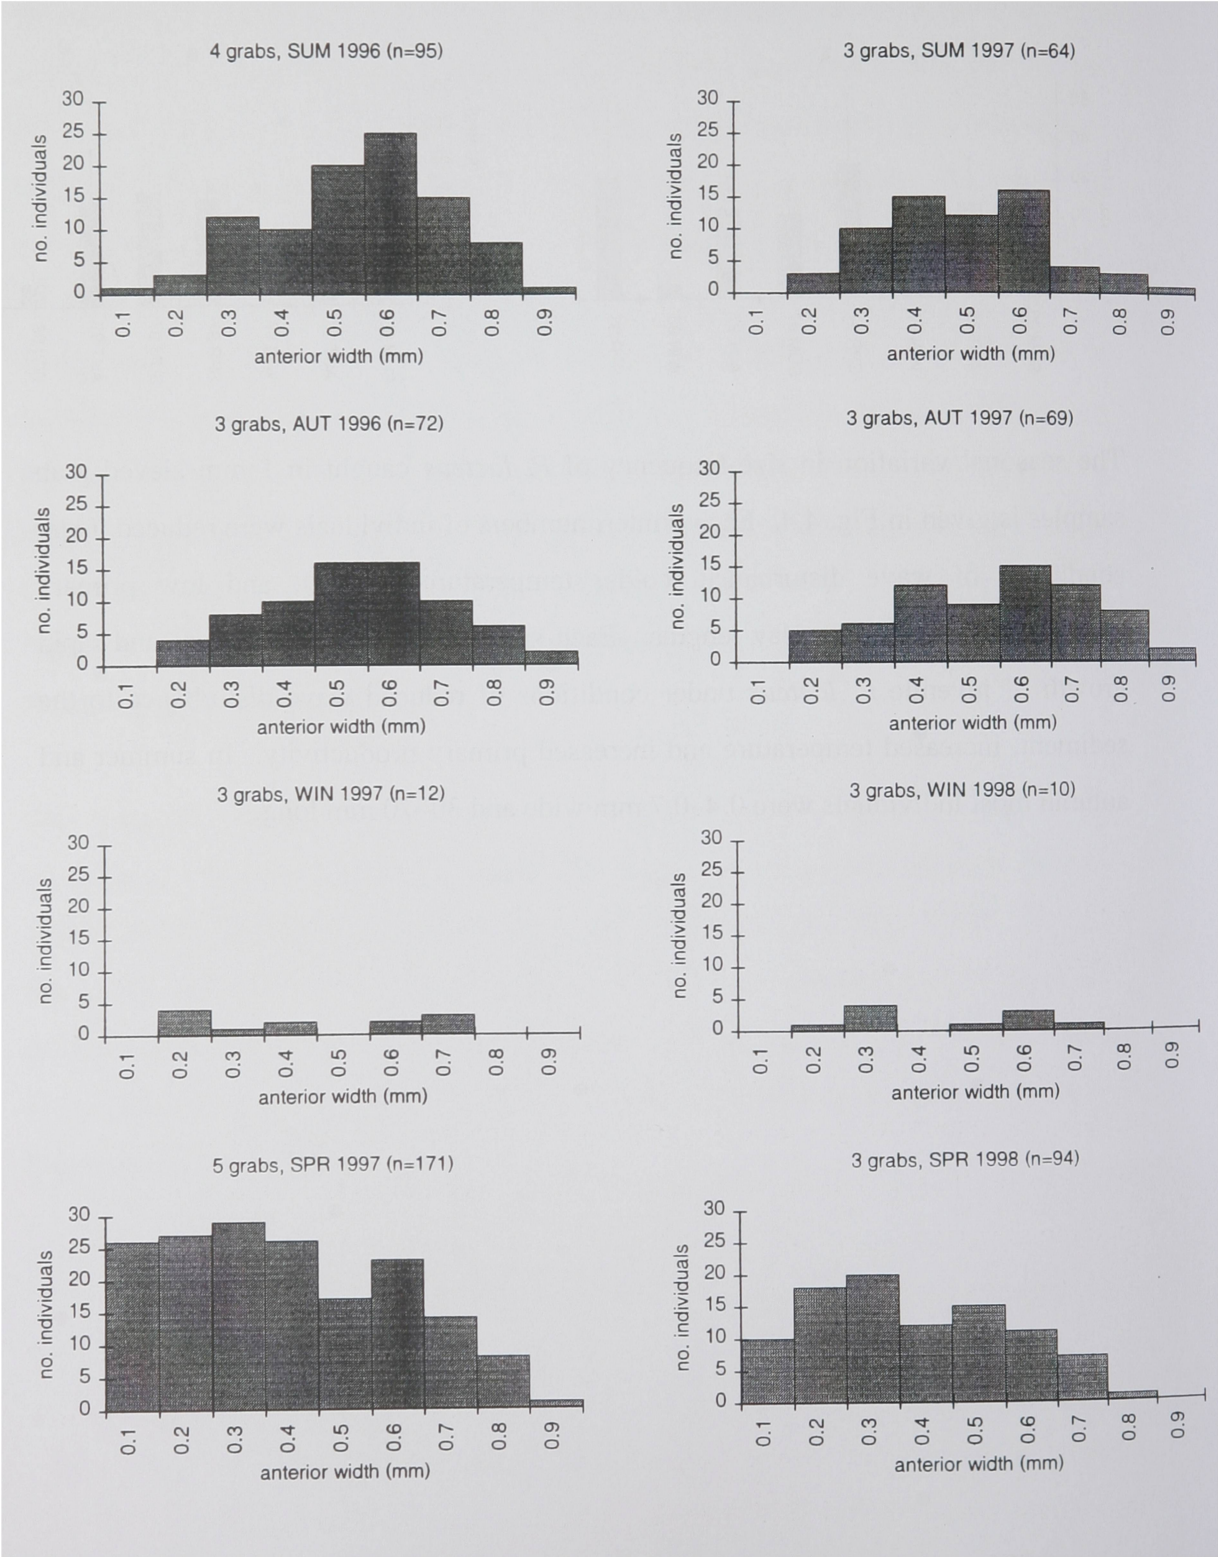 4 grabs, SUM 1996 (n=95)
no. individuals
30
25
20
15
10
5
0
0.1 0.2 0.3 0.4 0.5 0.6 0.7 0.8 0.9
anterior width (mm)
3 grabs, SUM 1997 (n=64)
no. individuals
30
25
20
15
10
5
0
0.1 0.2 0.3 0.4 0.5 0.6 0.7 0.8 0.9
anterior width (mm)
3 grabs, AUT 1996 (n=72)
no. individuals
30
25
20
15
10
5
0
0.1 0.2 0.3 0.4 0.5 0.6 0.7 0.8 0.9
anterior width (mm)
3 grabs, AUT 1997 (n=69)
no. individuals
30
25
20
15
10
5
0
0.1 0.2 0.3 0.4 0.5 0.6 0.7 0.8 0.9
anterior width (mm)
3 grabs, WIN 1997 (n=12)
no. individuals
30
25
20
15
10
5
0
0.1 0.2 0.3 0.4 0.5 0.6 0.7 0.8 0.9
anterior width (mm)
3 grabs, WIN 1998 (n=10)
no. individuals
30
25
20
15
10
5
0
0.1 0.2 0.3 0.4 0.5 0.6 0.7 0.8 0.9
anterior width (mm)
5 grabs, SPR 1997 (n=171)
no. individuals
30
25
20
15
10
5
0
0.1 0.2 0.3 0.4 0.5 0.6 0.7 0.8 0.9
anterior width (mm)
3 grabs, SPR 1998 (n=94)
no. individuals
30
25
20
15
10
5
0
0.1 0.2 0.3 0.4 0.5 0.6 0.7 0.8 0.9
anterior width (mm)